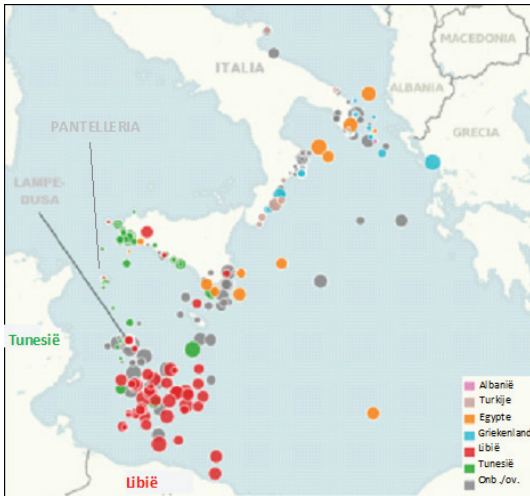 MACEDONIA
ITALIA
ALBANIA
PANTELLERIA
GRECIA
LAMPE-
DUSA
Tunesië
Albanië
Turkije
Egypte
Griekenland
Libië
Tunesië
Onb./ov.
Libië